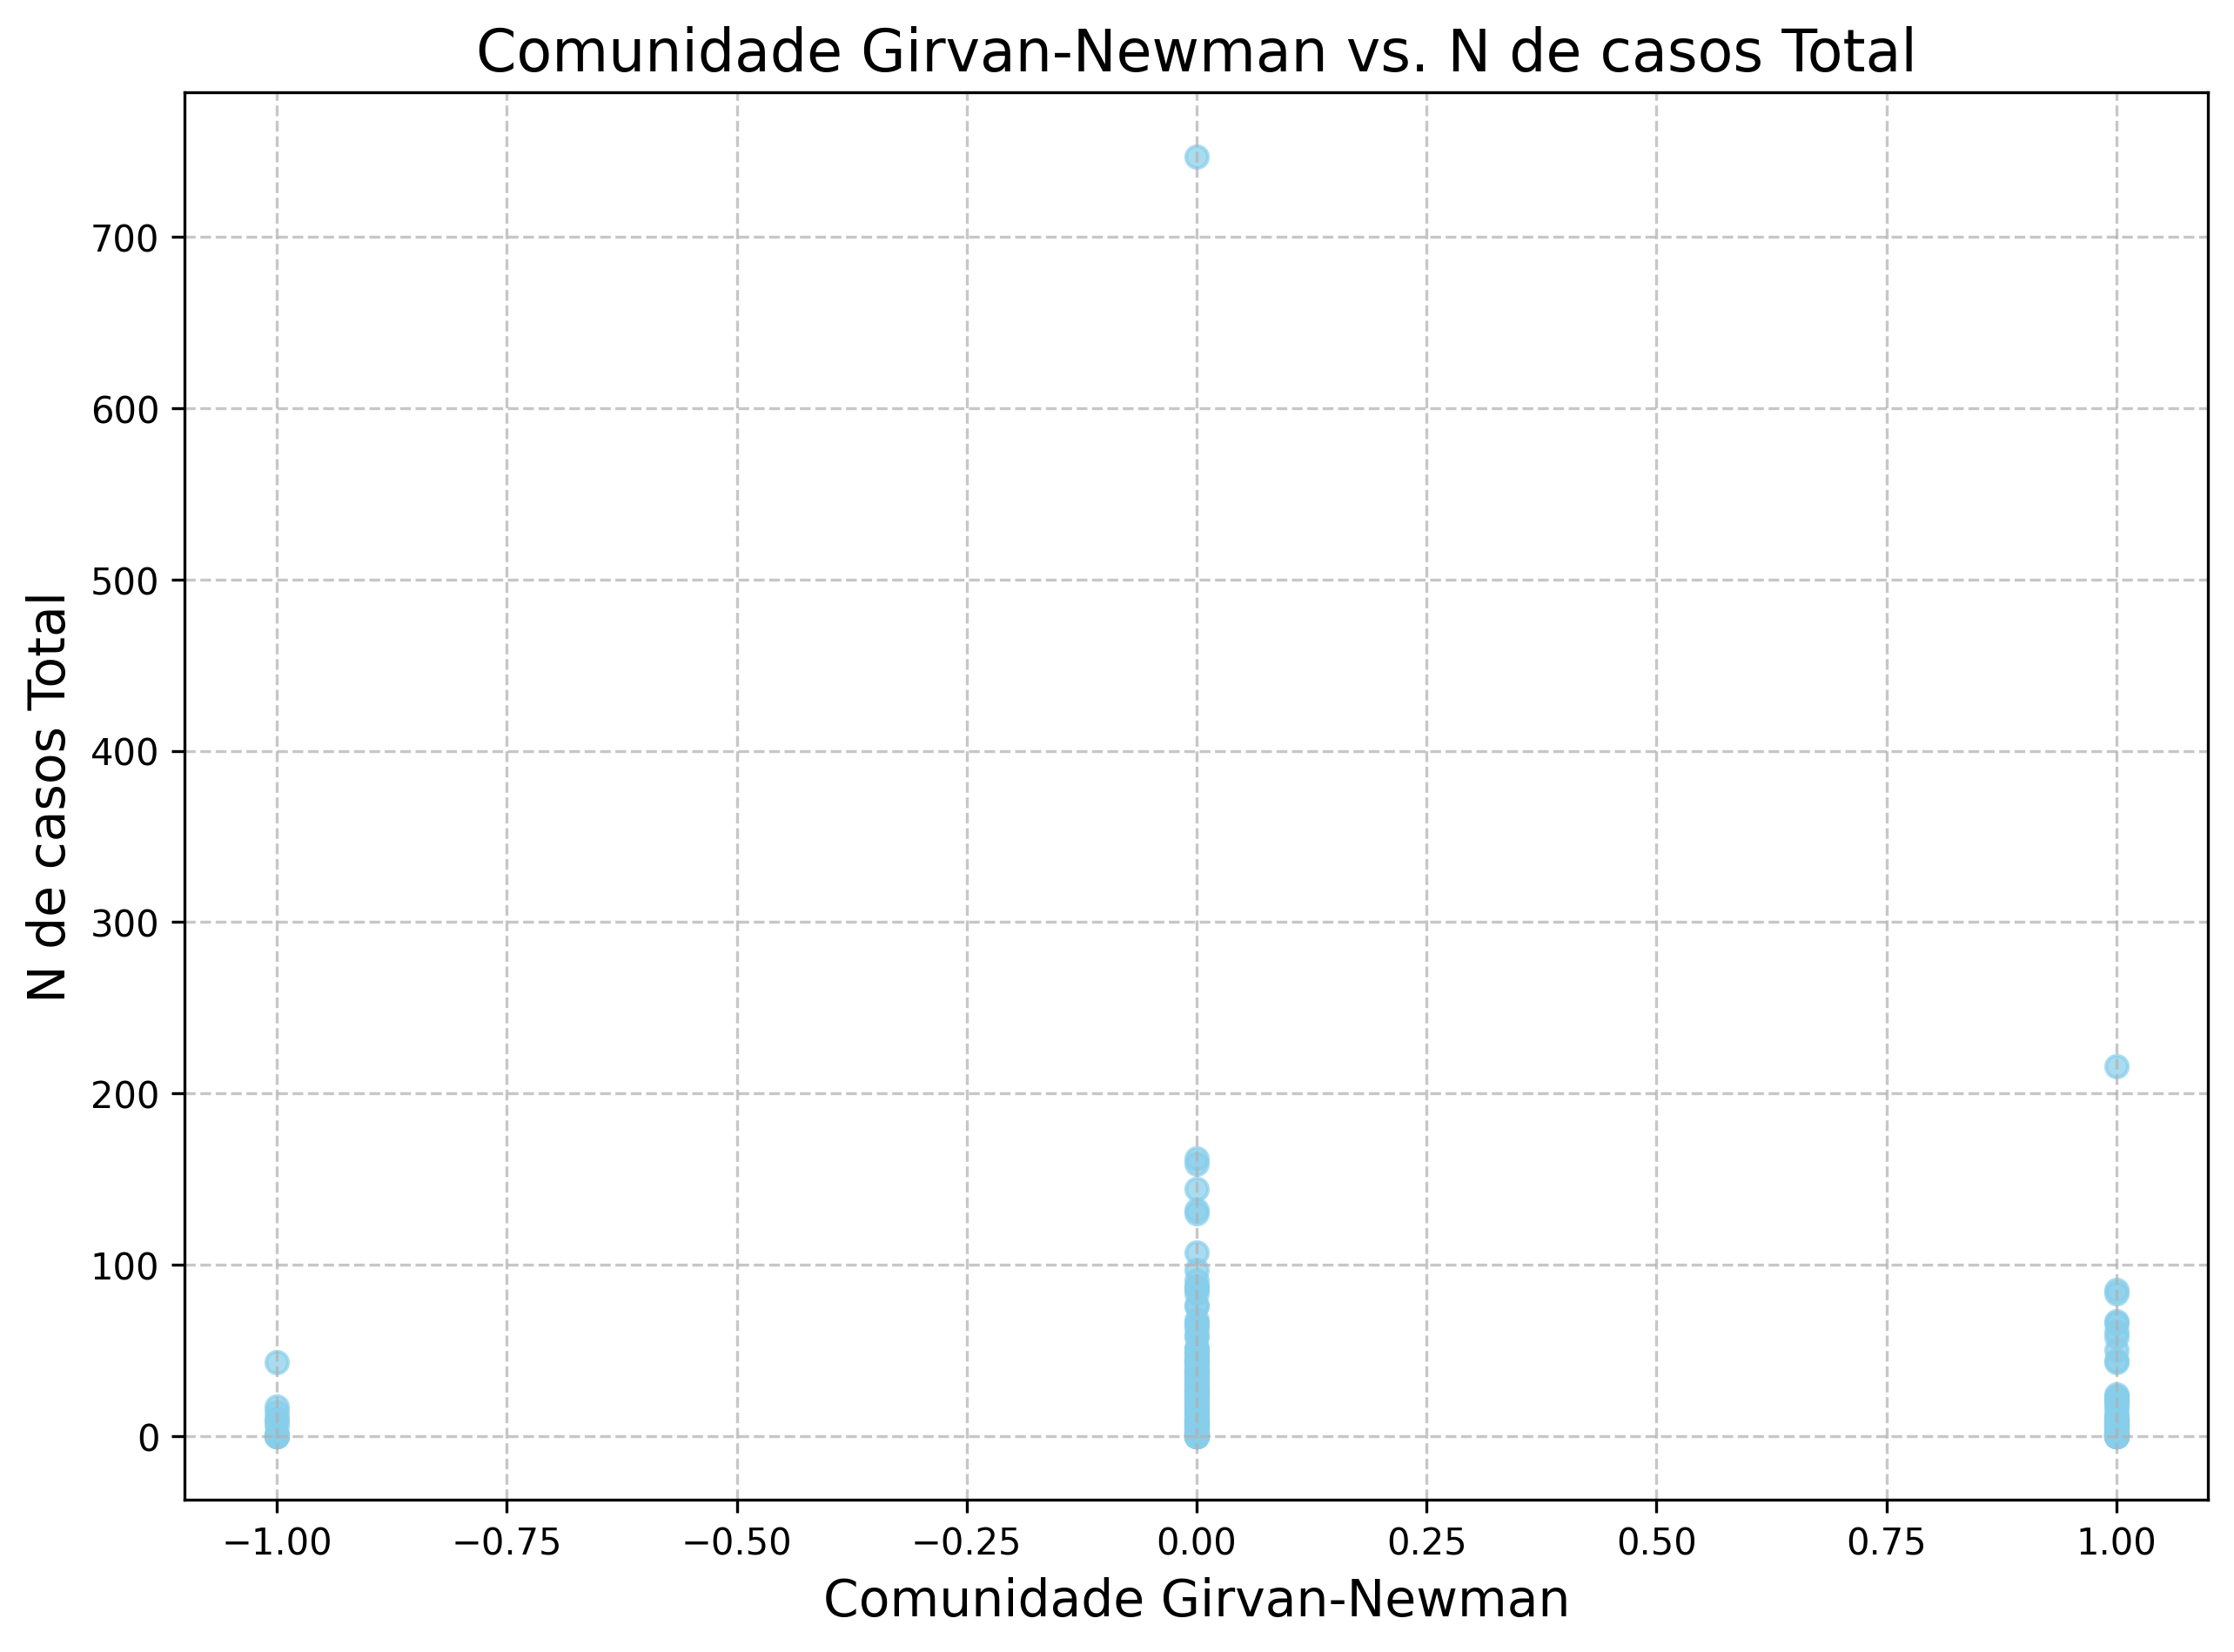 Comunidade Girvan-Newman vs. N de casos Total
N de casos Total
700
600
500
400
300
200
100
0
−1.00 −0.75 −0.50 −0.25 0.00 0.25 0.50 0.75 1.00
Comunidade Girvan-Newman